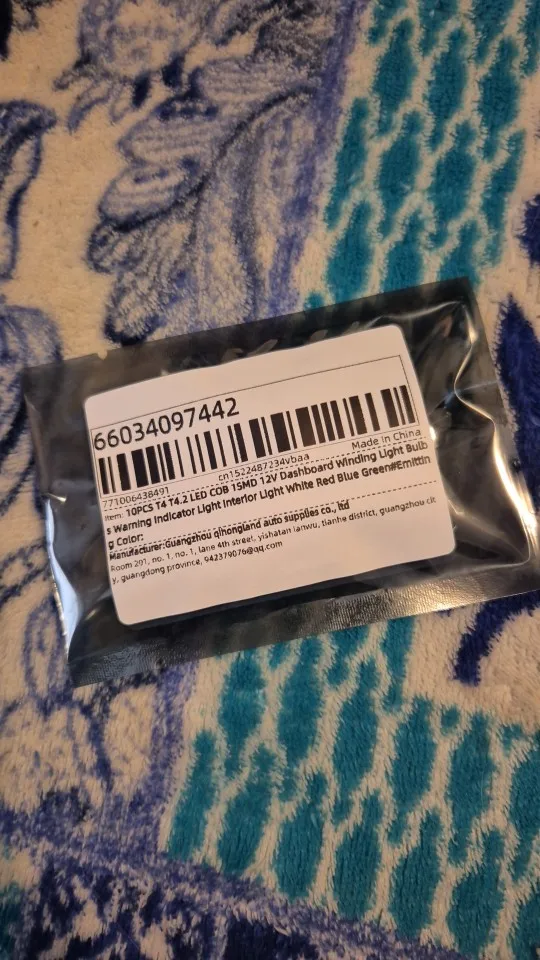 66034097442
771006438491
cn1522487234vbaa
Made in China
Item: 10PCS T4 T4.2 LED COB 1SMD 12V Dashboard Winding Light Bulb
s Warning Indicator Light Interior Light White Red Blue Green#Emittin
g Color:
Manufacturer:Guangzhou qihongland auto supplies co., ltd
Room 201, no. 1, no. 1, lane 4th street, yishatan lanwu, tianhe district, guangzhou cit
y, guangdong province, 942379076@qq.com